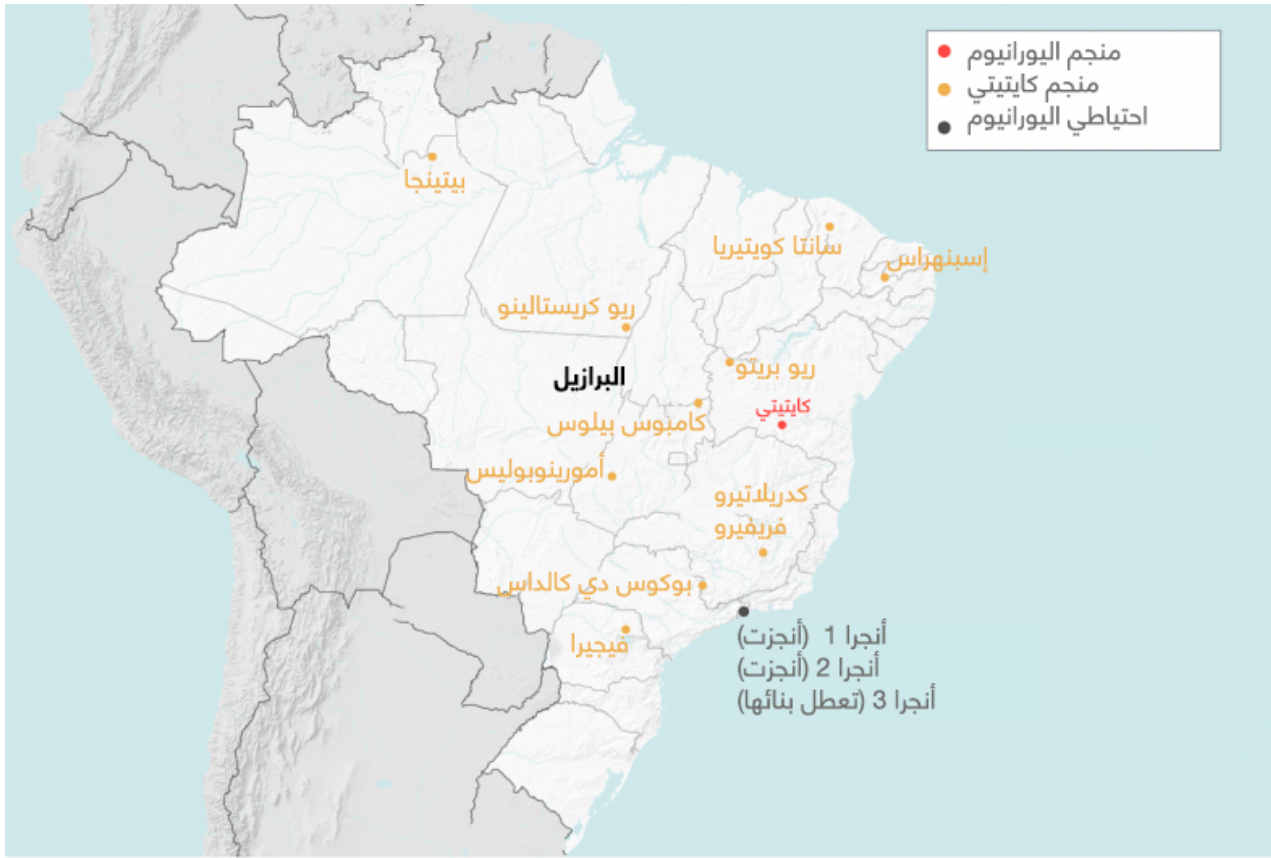 منجم اليورانيوم
منجم كايتيتي
احتياطي اليورانيوم
بيتينجا
سانتا كويتيريا
إسبنهراس
ريو كريستالينو
ريو بريتو
البرازيل
كايتيتي
كامبوس بيلوس
أمورينوبوليس
كدريلاتيرو
فريفيرو
بوكوس دي كالداس
فيجيرا
أنجرا 1 (أنجزت)
أنجرا 2 (أنجزت)
أنجرا 3 (تعطل بنائها)